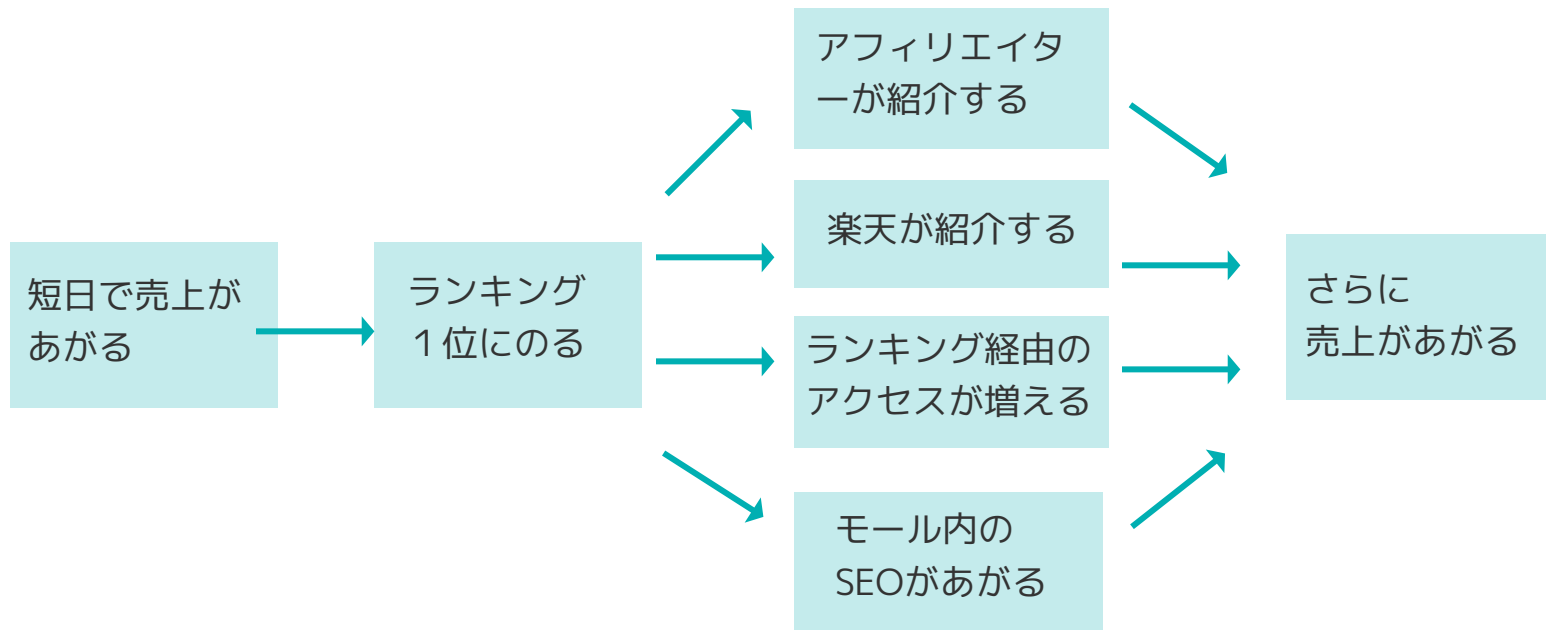 短日で売上が
あがる
ランキング
１位にのる
アフィリエイタ
ーが紹介する
楽天が紹介する
ランキング経由の
アクセスが増える
モール内の
SEOがあがる
さらに
売上があがる